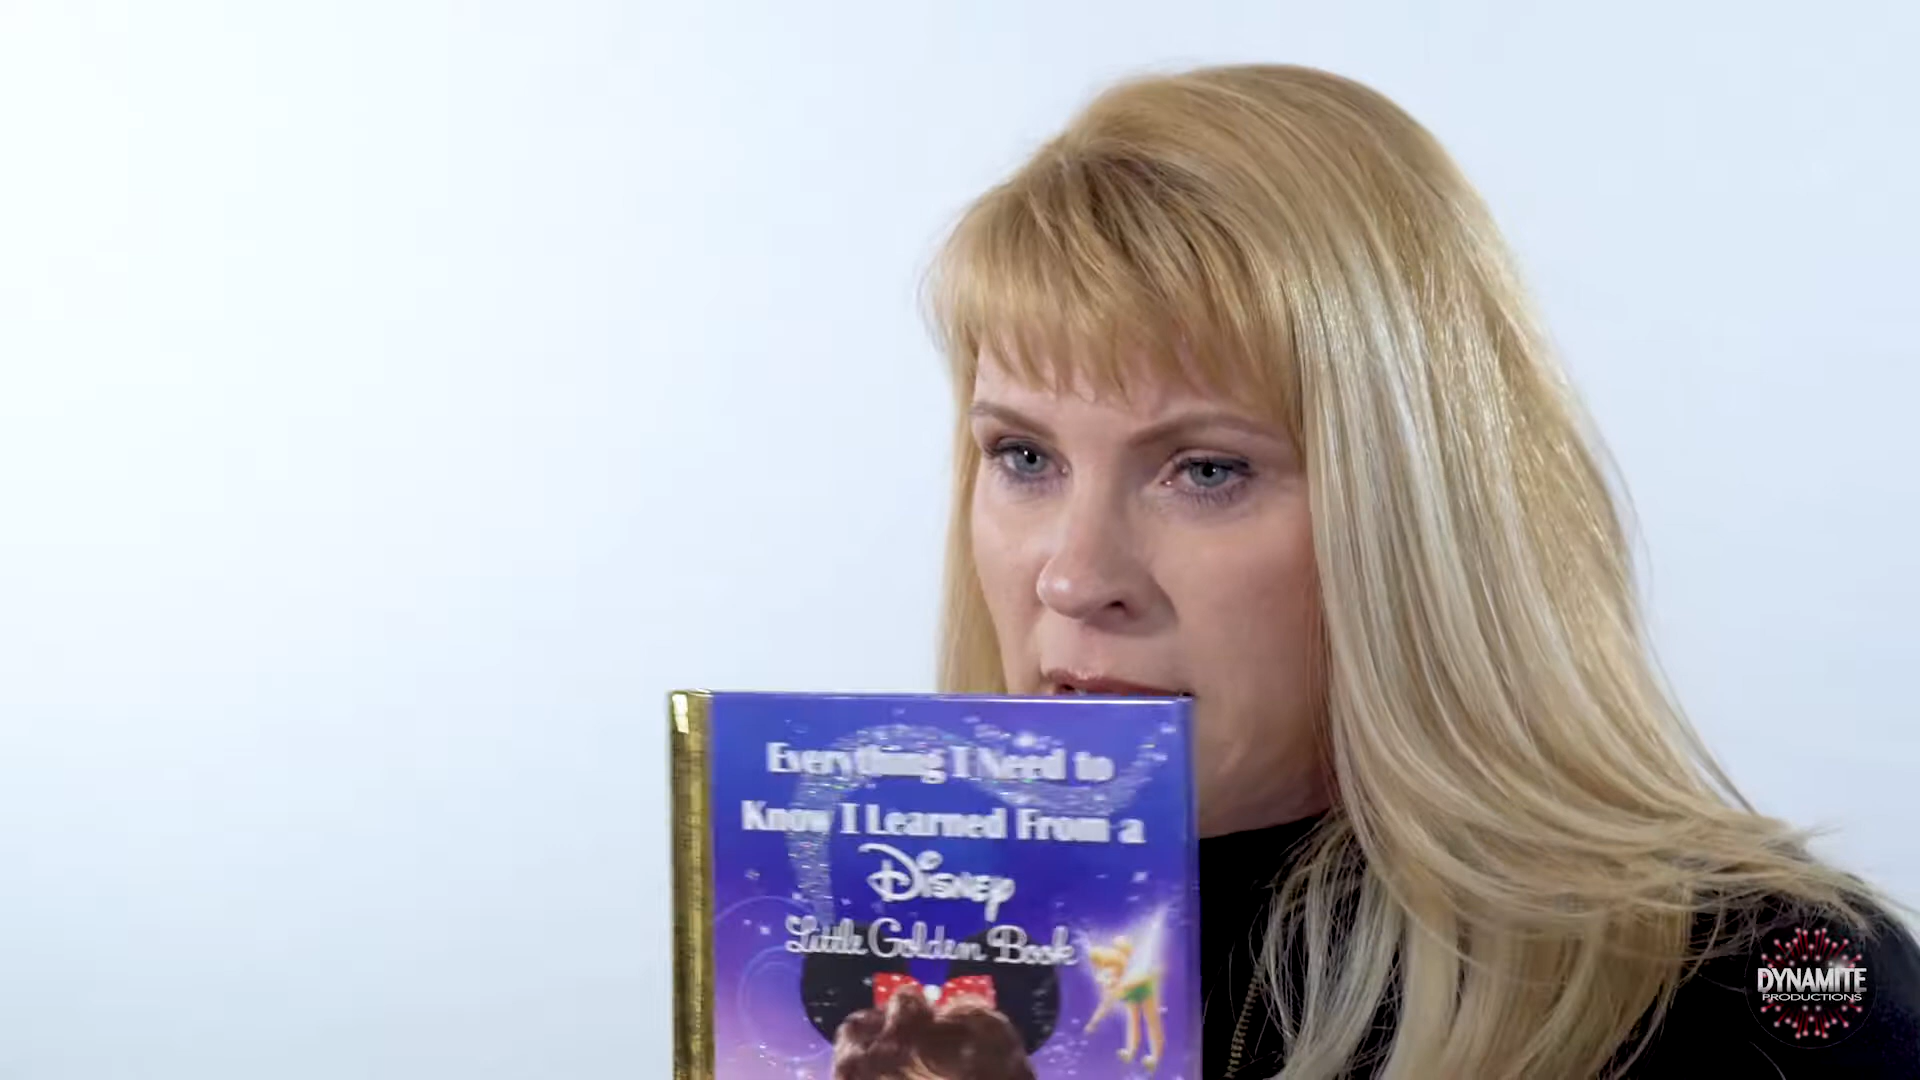 Everything I Need to
Know I Learned From a
Disney
Little Golden Book
DYNAMITE
PRODUCTIONS